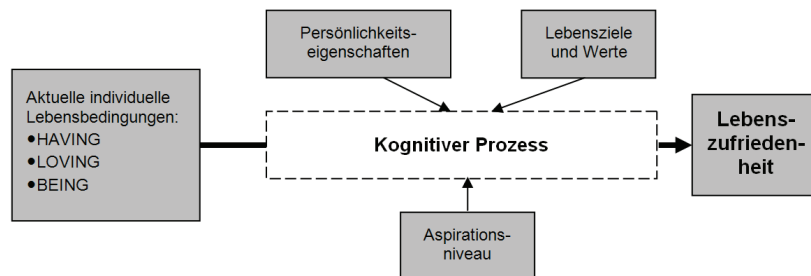 Persönlichkeits-
eigenschaften
Lebensziele
und Werte
Aktuelle individuelle
Lebensbedingungen:
●HAVING
●LOVING
●BEING
Kognitiver Prozess
Lebens-
zufrieden-
heit
Aspirations-
niveau